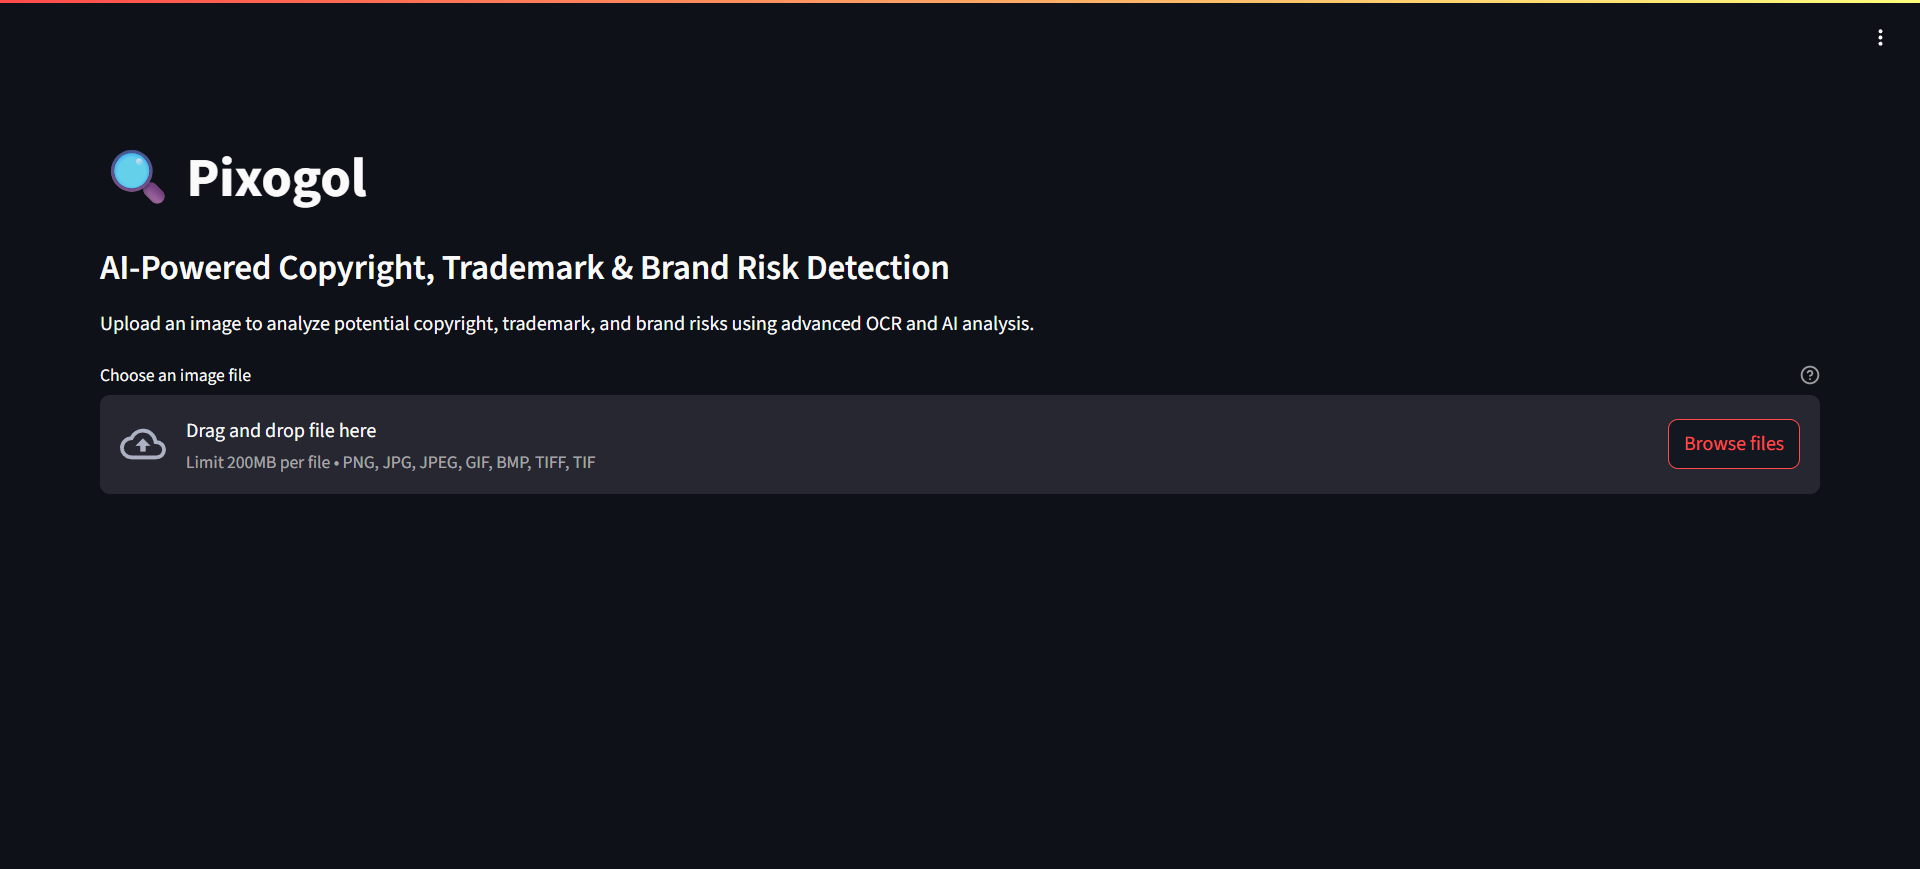 Pixogol
AI-Powered Copyright, Trademark & Brand Risk Detection
Upload an image to analyze potential copyright, trademark, and brand risks using advanced OCR and AI analysis.
Choose an image file
Drag and drop file here
Limit 200MB per file • PNG, JPG, JPEG, GIF, BMP, TIFF, TIF
Browse files